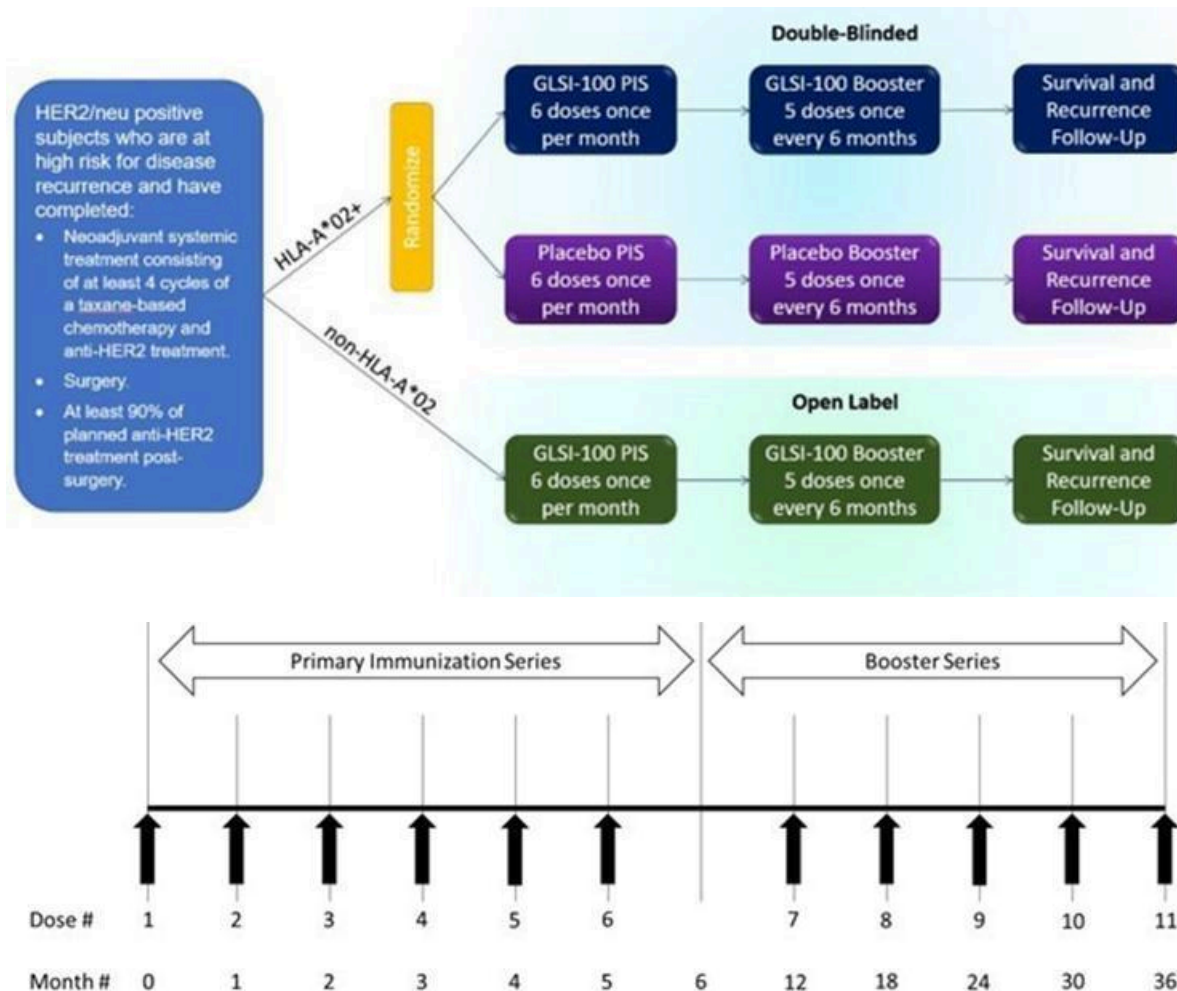 Double-Blinded
HER2/neu positive
subjects who are at
high risk for disease
recurrence and have
completed:
• Neoadjuvant systemic
treatment consisting
of at least 4 cycles of
a taxane-based
chemotherapy and
anti-HER2 treatment.
• Surgery.
• At least 90% of
planned anti-HER2
treatment post-
surgery.
HLA-A*02+
non-HLA-A*02
Randomize
GLSI-100 PIS
6 doses once
per month
GLSI-100 Booster
5 doses once
every 6 months
Survival and
Recurrence
Follow-Up
Placebo PIS
6 doses once
per month
Placebo Booster
5 doses once
every 6 months
Survival and
Recurrence
Follow-Up
Open Label
GLSI-100 PIS
6 doses once
per month
GLSI-100 Booster
5 doses once
every 6 months
Survival and
Recurrence
Follow-Up
Primary Immunization Series Booster Series
Dose # 1 2 3 4 5 6 7 8 9 10 11
Month # 0 1 2 3 4 5 6 12 18 24 30 36